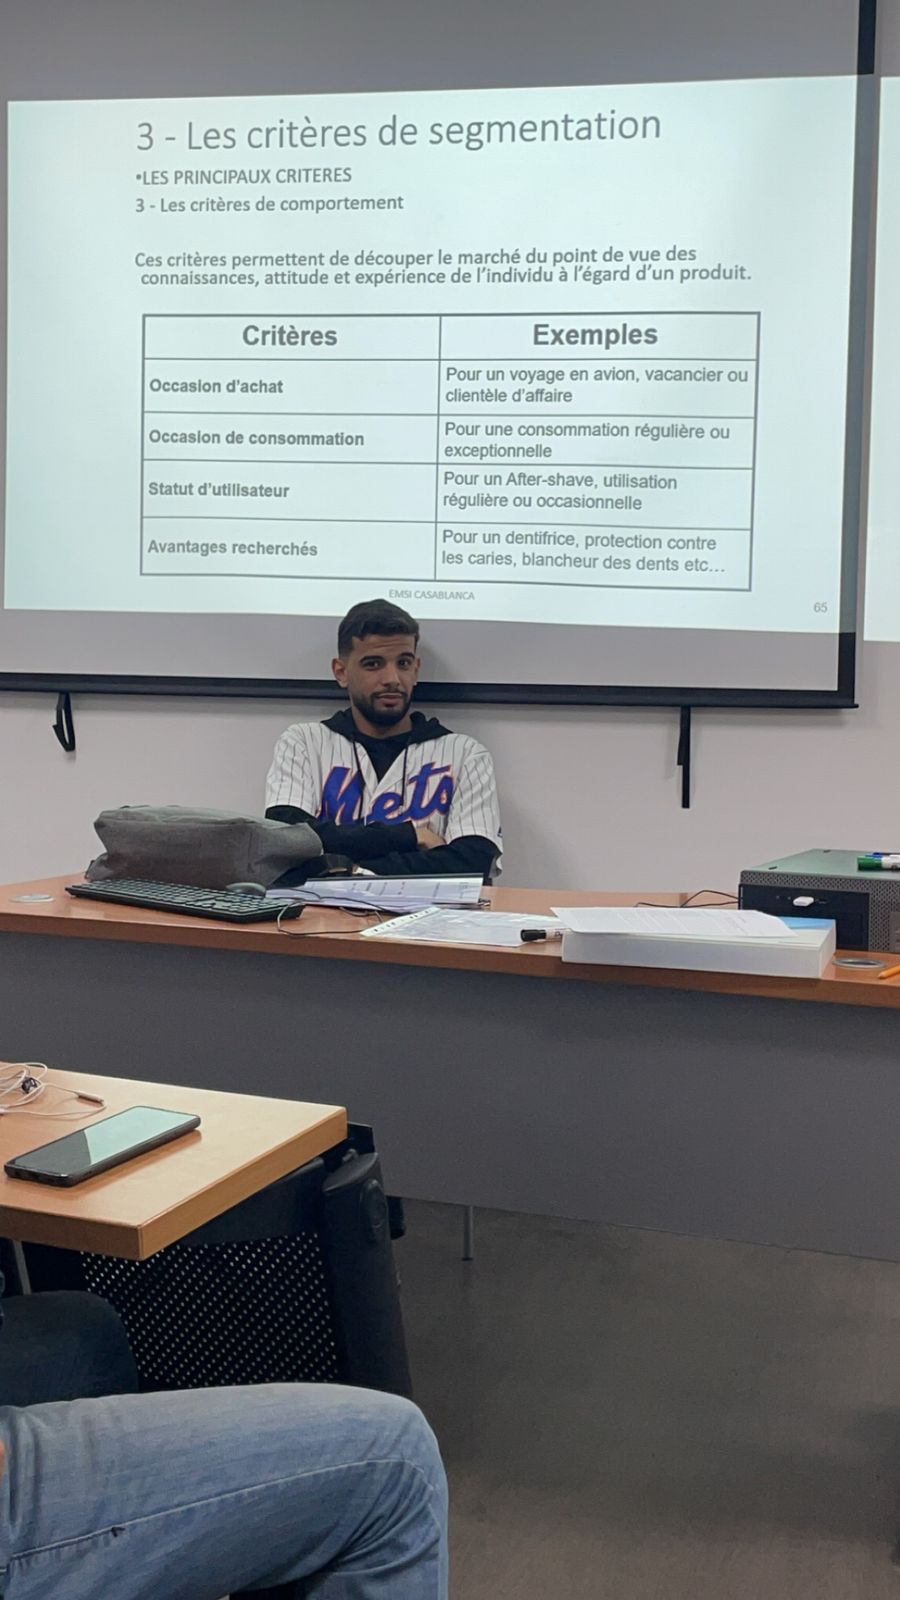 3 - Les critères de segmentation
•LES PRINCIPAUX CRITERES
3 - Les critères de comportement
Ces critères permettent de découper le marché du point de vue des
connaissances, attitude et expérience de l'individu à l'égard d'un produit.
Critères
Exemples
Occasion d'achat
Pour un voyage en avion, vacancier ou
clientèle d'affaire
Occasion de consommation
Pour une consommation régulière ou
exceptionnelle
Statut d'utilisateur
Pour un After-shave, utilisation
régulière ou occasionnelle
Avantages recherchés
Pour un dentifrice, protection contre
les caries, blancheur des dents etc...
EMSI CASABLANCA
65
Mets